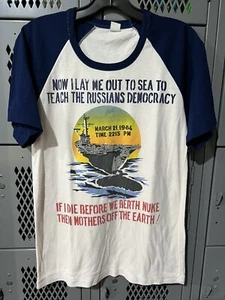 NOW I LAY ME OUT TO SEA TO
TEACH THE RUSSIANS DEMOCRACY
MARCH 21, 1984
TIME 2215 PM
IF I DIE BEFORE WE BERTH NUKE
THEM MOTHERS OFF THE EARTH!